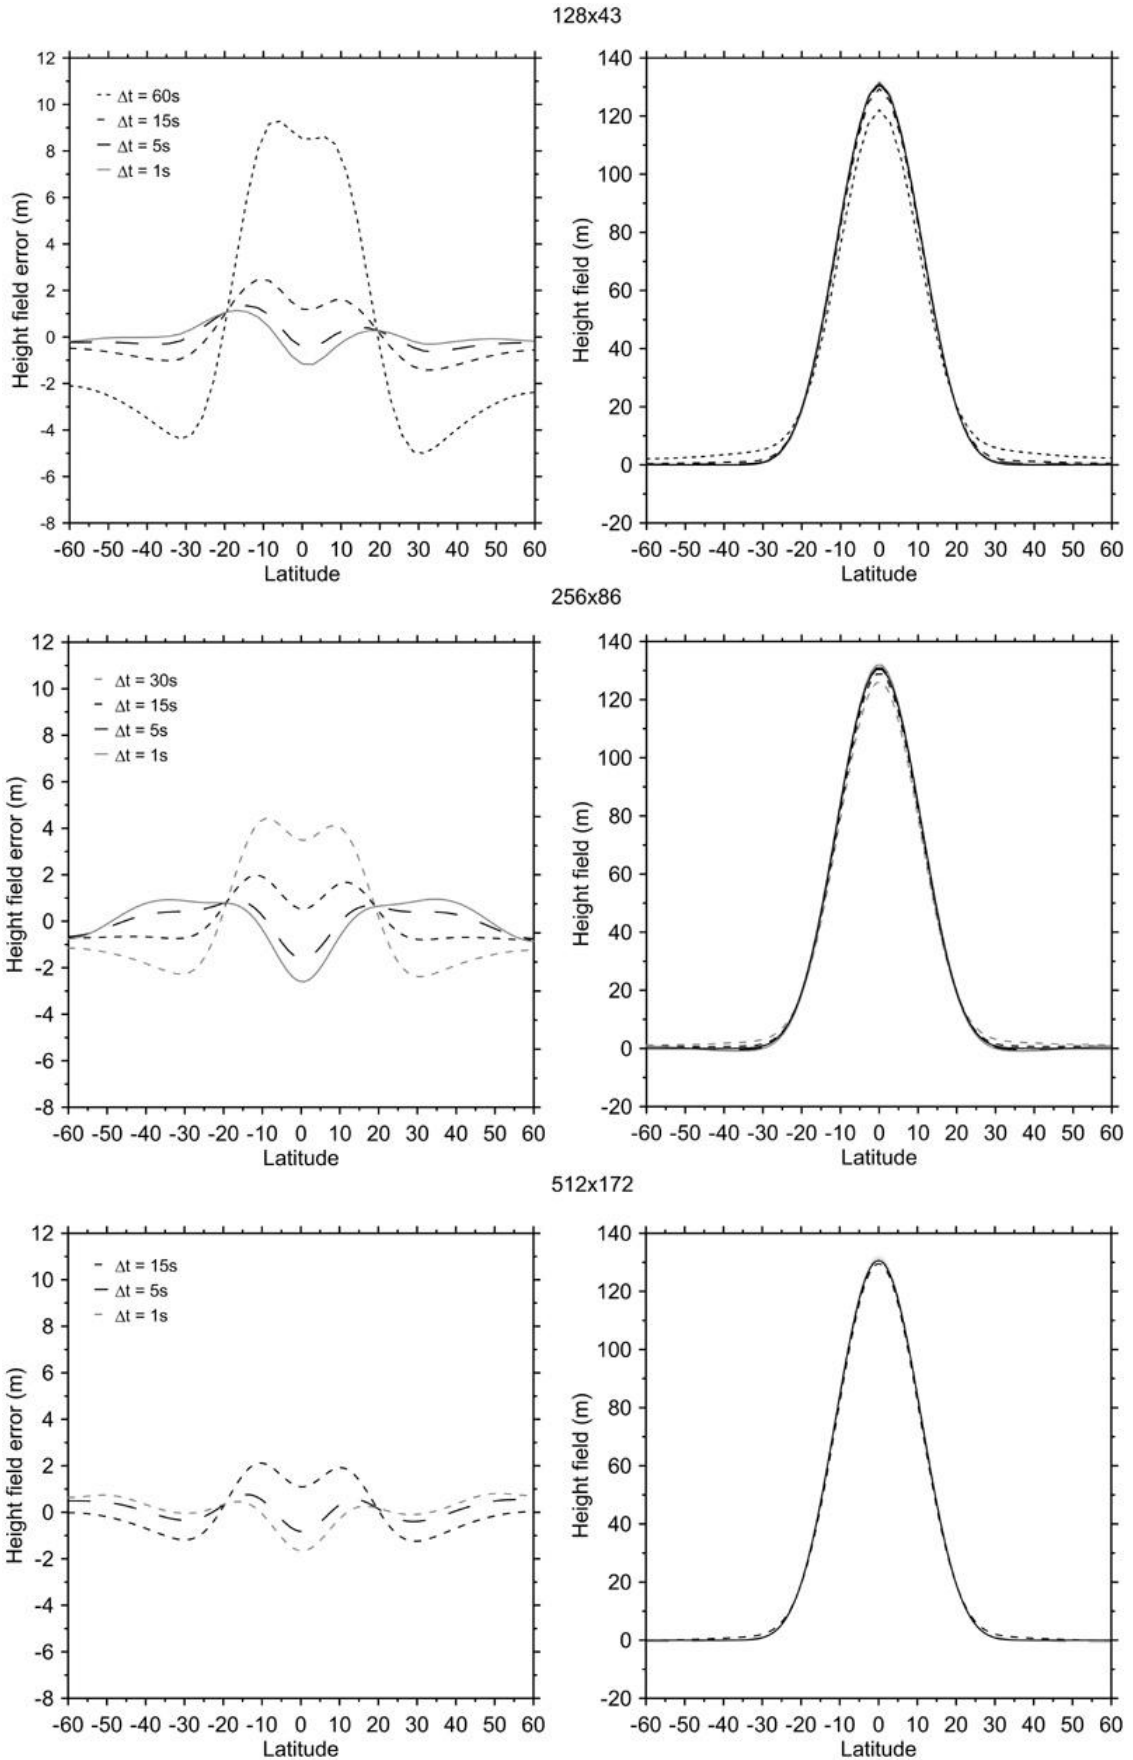 128x43
12
10
8
6
4
2
0
-2
-4
-6
-8
Height field error (m)
Δt = 60s
Δt = 15s
Δt = 5s
Δt = 1s
-60 -50 -40 -30 -20 -10 0 10 20 30 40 50 60
Latitude
140
120
100
80
60
40
20
0
-20
Height field (m)
-60 -50 -40 -30 -20 -10 0 10 20 30 40 50 60
Latitude
256x86
12
10
8
6
4
2
0
-2
-4
-6
-8
Height field error (m)
Δt = 30s
Δt = 15s
Δt = 5s
Δt = 1s
-60 -50 -40 -30 -20 -10 0 10 20 30 40 50 60
Latitude
140
120
100
80
60
40
20
0
-20
Height field (m)
-60 -50 -40 -30 -20 -10 0 10 20 30 40 50 60
Latitude
512x172
12
10
8
6
4
2
0
-2
-4
-6
-8
Height field error (m)
Δt = 15s
Δt = 5s
Δt = 1s
-60 -50 -40 -30 -20 -10 0 10 20 30 40 50 60
Latitude
140
120
100
80
60
40
20
0
-20
Height field (m)
-60 -50 -40 -30 -20 -10 0 10 20 30 40 50 60
Latitude